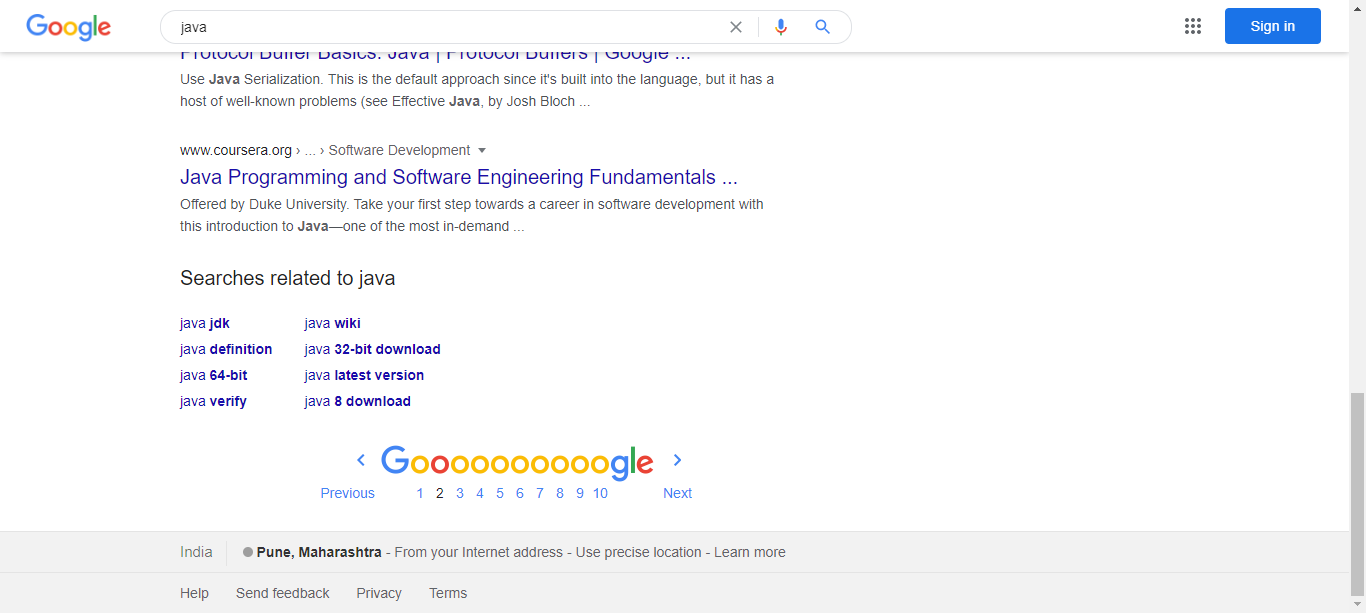 Google
java
Sign in
Protocol Buffer Basics: Java | Protocol Buffers | Google ...
Use Java Serialization. This is the default approach since it's built into the language, but it has a
host of well-known problems (see Effective Java, by Josh Bloch ...
www.coursera.org › ... › Software Development
Java Programming and Software Engineering Fundamentals ...
Offered by Duke University. Take your first step towards a career in software development with
this introduction to Java—one of the most in-demand ...
Searches related to java
java jdk java wiki
java definition java 32-bit download
java 64-bit java latest version
java verify java 8 download
< Goooooooooogle >
Previous 1 2 3 4 5 6 7 8 9 10 Next
India Pune, Maharashtra - From your Internet address - Use precise location - Learn more
Help Send feedback Privacy Terms